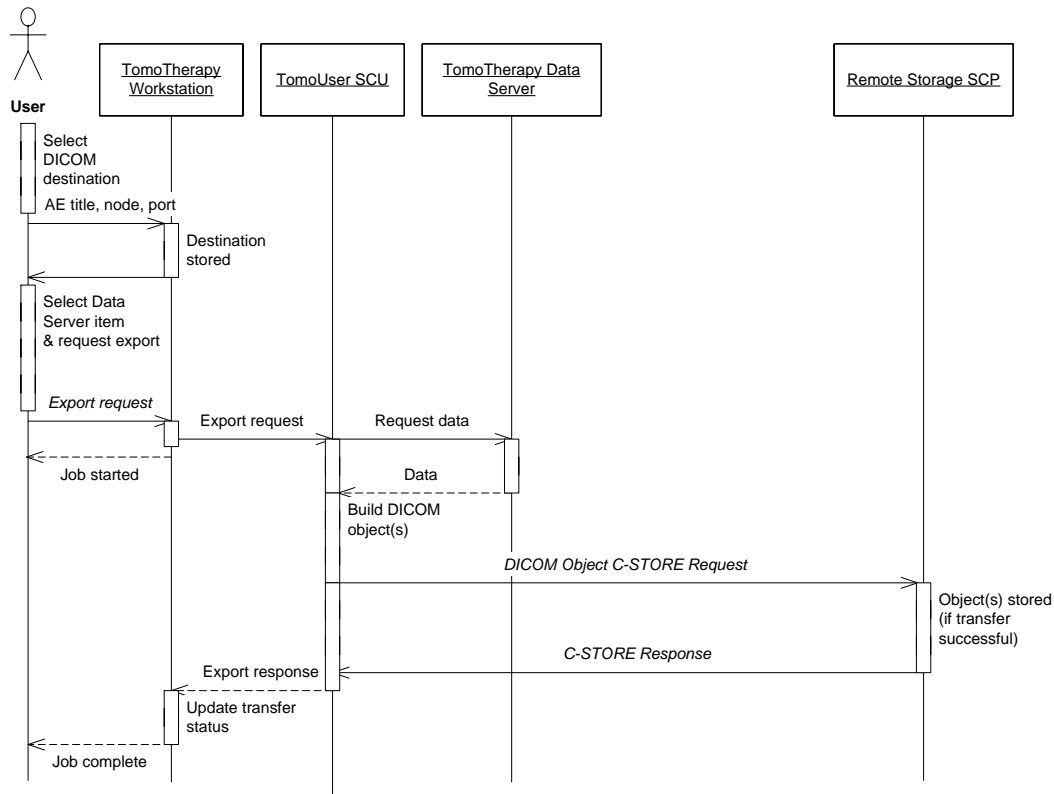 TomoTherapy
Workstation
TomoUser SCU
TomoTherapy Data
Server
Remote Storage SCP
User
Select
DICOM
destination
AE title, node, port
Destination
stored
Select Data
Server item
& request export
Export request
Export request
Request data
Job started
Data
Build DICOM
object(s)
DICOM Object C-STORE Request
Object(s) stored
(if transfer
successful)
C-STORE Response
Export response
Update transfer
status
Job complete